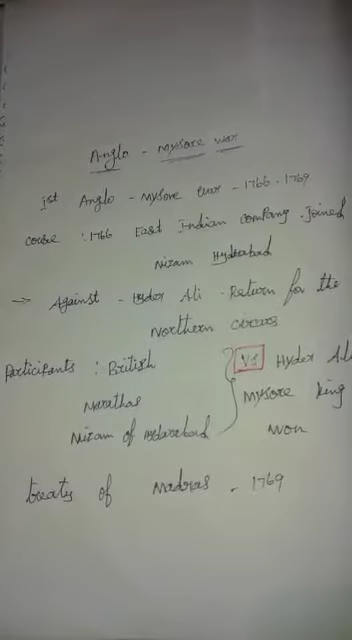 Anglo - Mysore war
Ist Anglo - Mysore war - 1766 - 1769
course : 1766 East Indian company Joined
Nizam Hyderabad
→ Against - Hyder Ali Return for the
Northern circars
Participants : British
Marathas
Nizam of Hyderabad
VS Hyder Ali
Mysore king
won
treaty of Madras - 1769